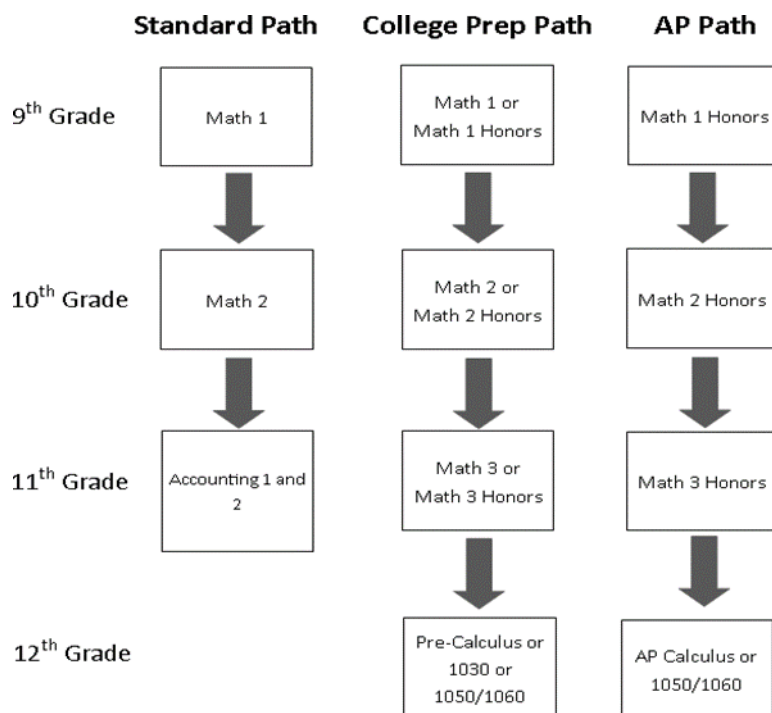 Standard Path College Prep Path AP Path
9th Grade
Math 1
Math 1 or
Math 1 Honors
Math 1 Honors
10th Grade
Math 2
Math 2 or
Math 2 Honors
Math 2 Honors
11th Grade
Accounting 1 and
2
Math 3 or
Math 3 Honors
Math 3 Honors
12th Grade
Pre-Calculus or
1030 or
1050/1060
AP Calculus or
1050/1060